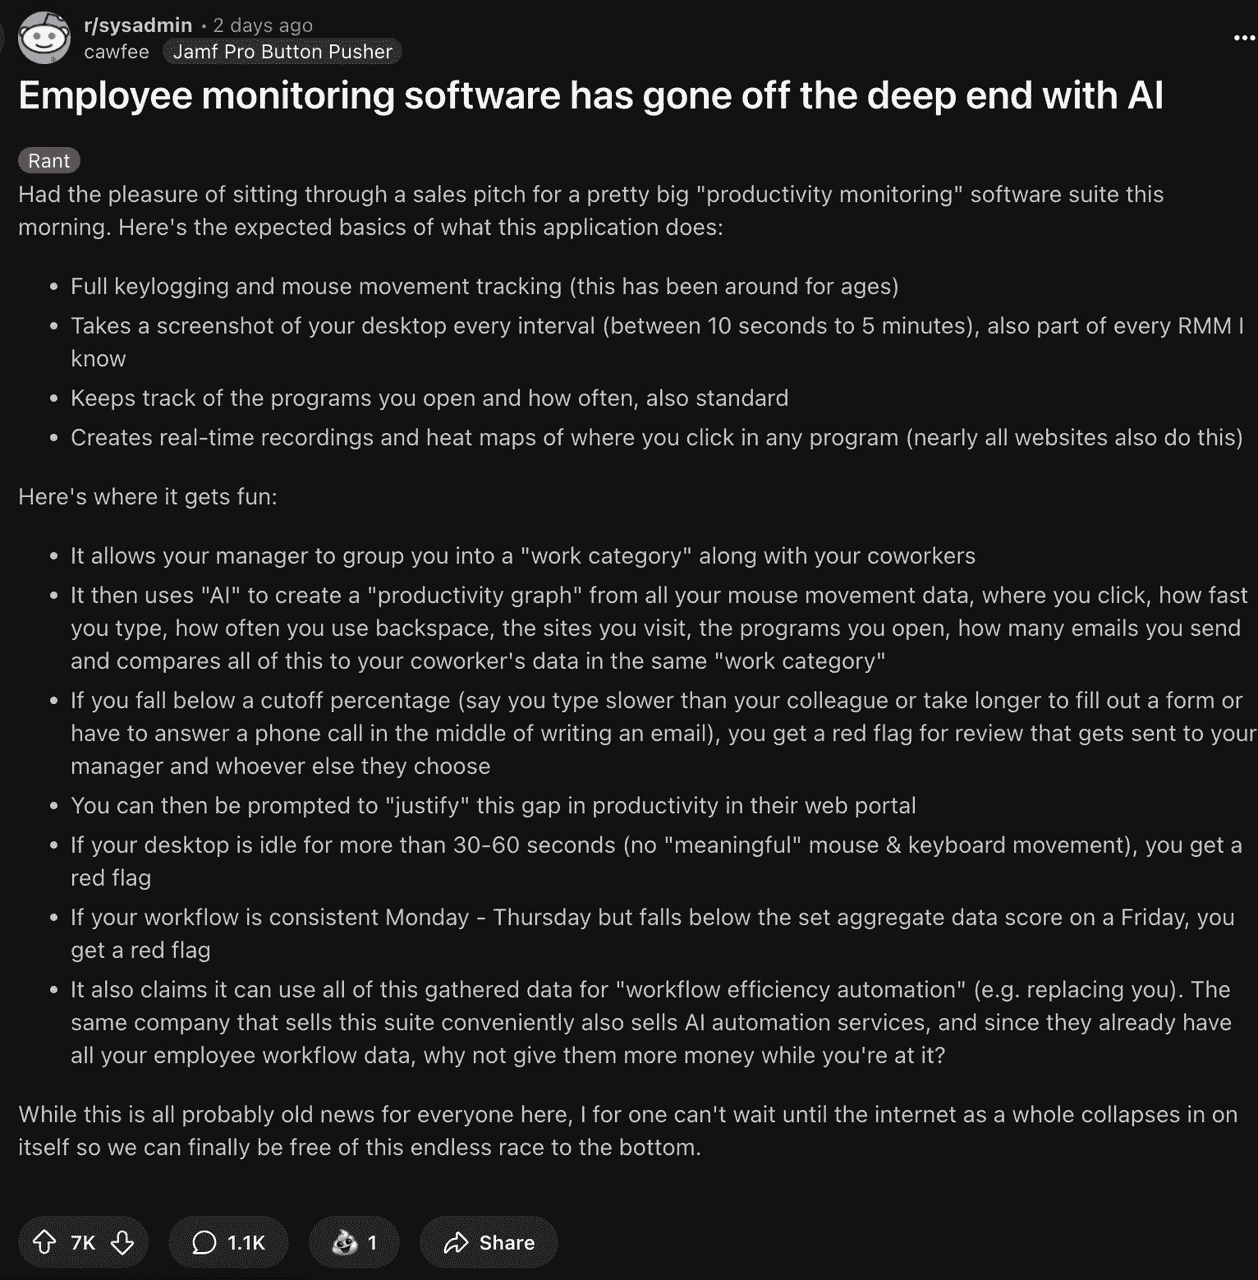 r/sysadmin • 2 days ago
cawfee Jamf Pro Button Pusher
Employee monitoring software has gone off the deep end with AI
Rant
Had the pleasure of sitting through a sales pitch for a pretty big "productivity monitoring" software suite this
morning. Here's the expected basics of what this application does:
• Full keylogging and mouse movement tracking (this has been around for ages)
• Takes a screenshot of your desktop every interval (between 10 seconds to 5 minutes), also part of every RMM I
know
• Keeps track of the programs you open and how often, also standard
• Creates real-time recordings and heat maps of where you click in any program (nearly all websites also do this)
Here's where it gets fun:
• It allows your manager to group you into a "work category" along with your coworkers
• It then uses "AI" to create a "productivity graph" from all your mouse movement data, where you click, how fast
you type, how often you use backspace, the sites you visit, the programs you open, how many emails you send
and compares all of this to your coworker's data in the same "work category"
• If you fall below a cutoff percentage (say you type slower than your colleague or take longer to fill out a form or
have to answer a phone call in the middle of writing an email), you get a red flag for review that gets sent to your
manager and whoever else they choose
• You can then be prompted to "justify" this gap in productivity in their web portal
• If your desktop is idle for more than 30-60 seconds (no "meaningful" mouse & keyboard movement), you get a
red flag
• If your workflow is consistent Monday - Thursday but falls below the set aggregate data score on a Friday, you
get a red flag
• It also claims it can use all of this gathered data for "workflow efficiency automation" (e.g. replacing you). The
same company that sells this suite conveniently also sells AI automation services, and since they already have
all your employee workflow data, why not give them more money while you're at it?
While this is all probably old news for everyone here, I for one can't wait until the internet as a whole collapses in on
itself so we can finally be free of this endless race to the bottom.
7K 1.1K 1 Share